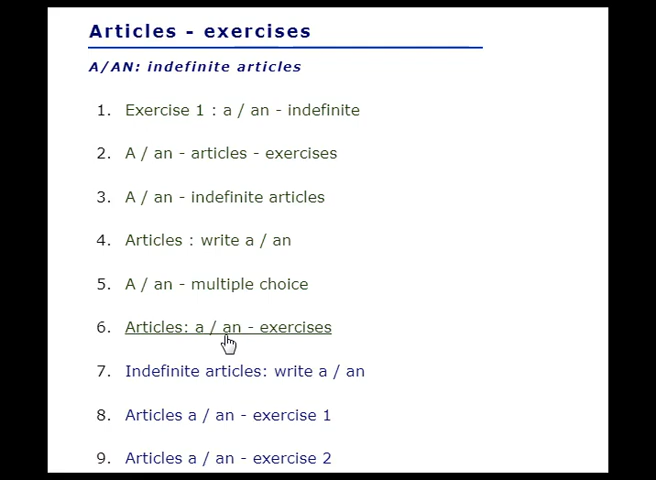 Articles - exercises
A/AN: indefinite articles
1. Exercise 1 : a / an - indefinite
2. A / an - articles - exercises
3. A / an - indefinite articles
4. Articles : write a / an
5. A / an - multiple choice
6. Articles: a / an - exercises
7. Indefinite articles: write a / an
8. Articles a / an - exercise 1
9. Articles a / an - exercise 2